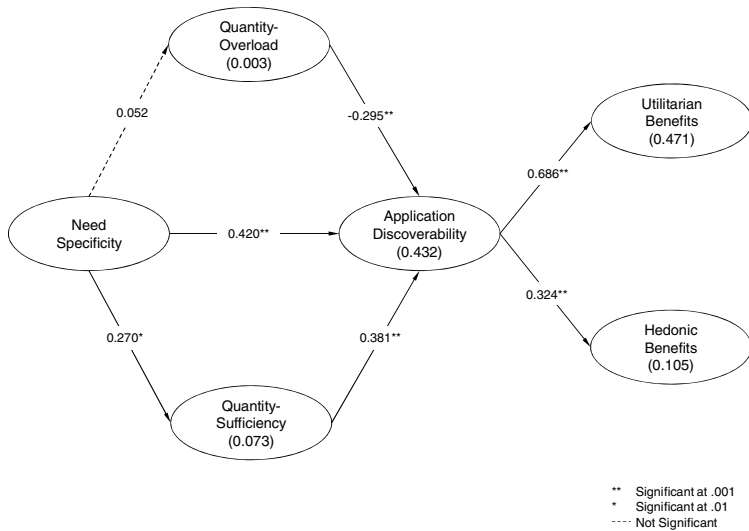 Quantity-
Overload
(0.003)
0.052
-0.295**
Utilitarian
Benefits
(0.471)
0.686**
Need
Specificity
0.420**
Application
Discoverability
(0.432)
0.324**
0.270*
0.381**
Hedonic
Benefits
(0.105)
Quantity-
Sufficiency
(0.073)
** Significant at .001
* Significant at .01
---- Not Significant